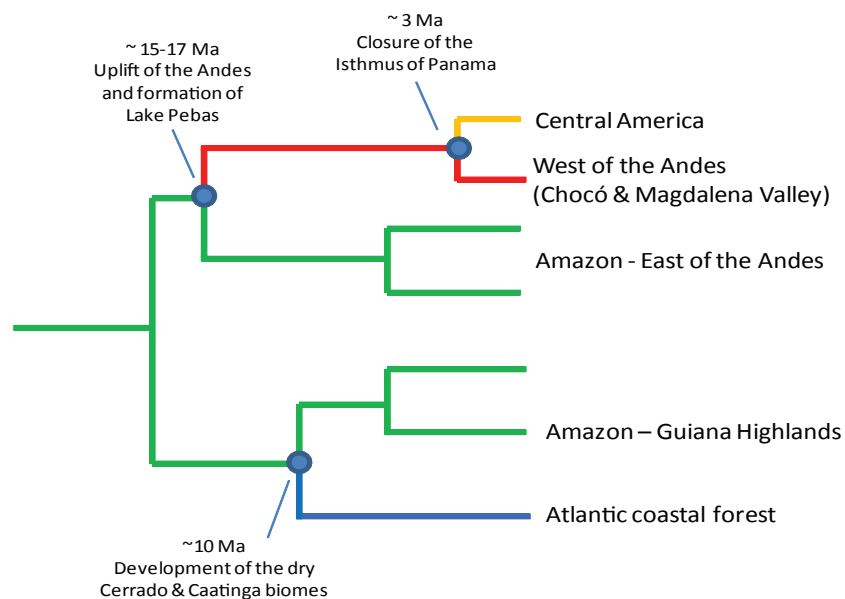 ~ 3 Ma
Closure of the
Isthmus of Panama
~ 15-17 Ma
Uplift of the Andes
and formation of
Lake Pebas
Central America
West of the Andes
(Chocó & Magdalena Valley)
Amazon - East of the Andes
Amazon – Guiana Highlands
Atlantic coastal forest
~10 Ma
Development of the dry
Cerrado & Caatinga biomes